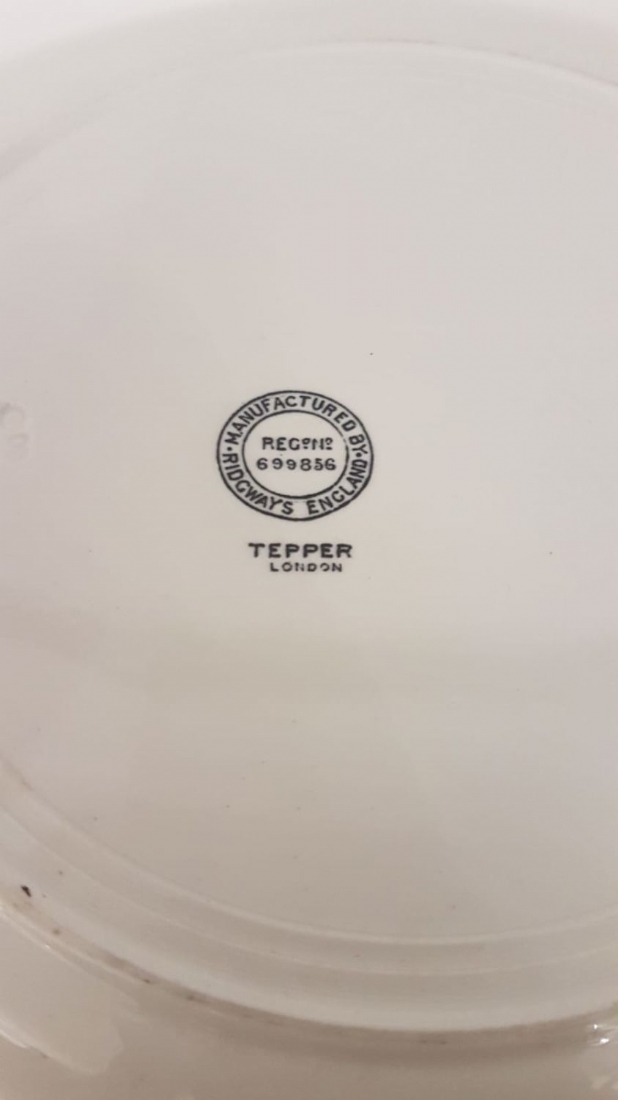 · MANUFACTURED BY ·
RIDGWAYS ENGLAND
REGD No
699856
TEPPER
LONDON